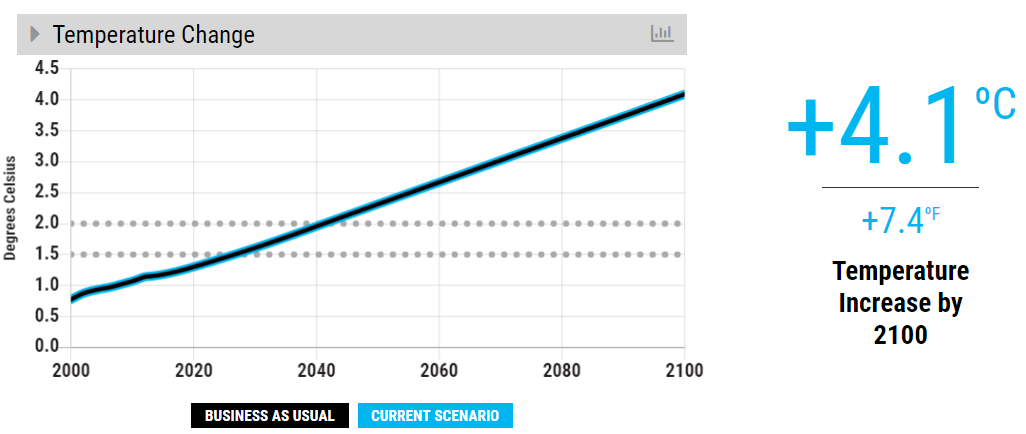 Temperature Change
Degrees Celsius
4.5
4.0
3.5
3.0
2.5
2.0
1.5
1.0
0.5
0.0
2000 2020 2040 2060 2080 2100
BUSINESS AS USUAL CURRENT SCENARIO
+4.1ºC
+7.4ºF
Temperature
Increase by
2100